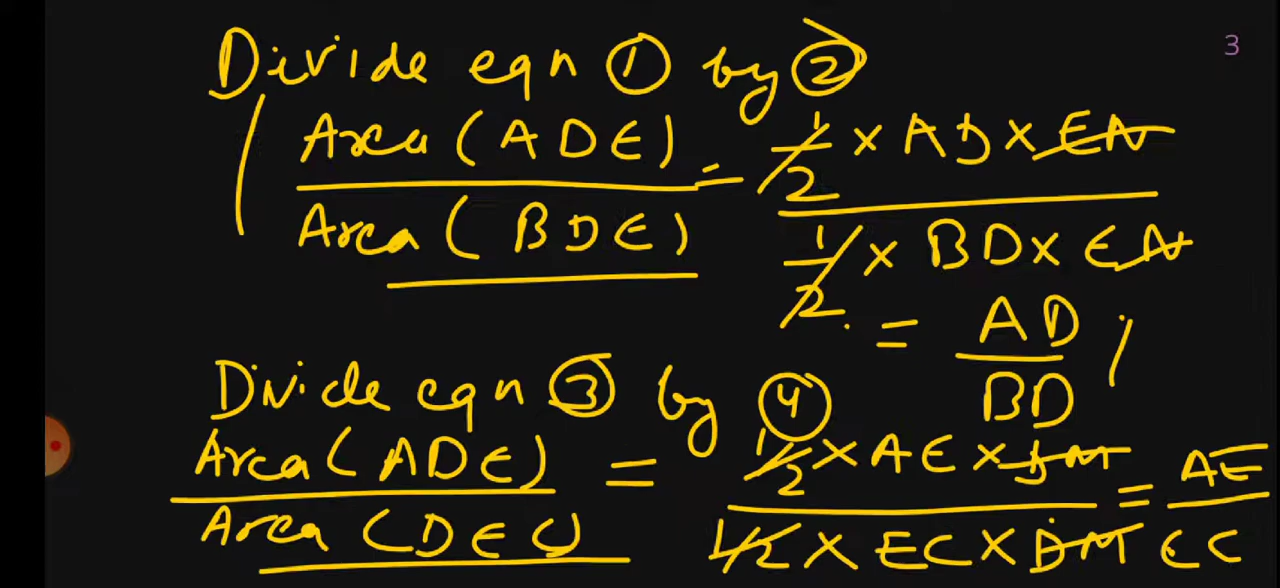 3
Divide eqn ① by ②
Area (ADE) / Area (BDE) = 1/2 × AD × EN / 1/2 × BD × EN
= AD / BD
Divide eqn ③ by ④
Area (ADE) / Area (DEC) = 1/2 × AE × DM / 1/2 × EC × DM = AE / EC